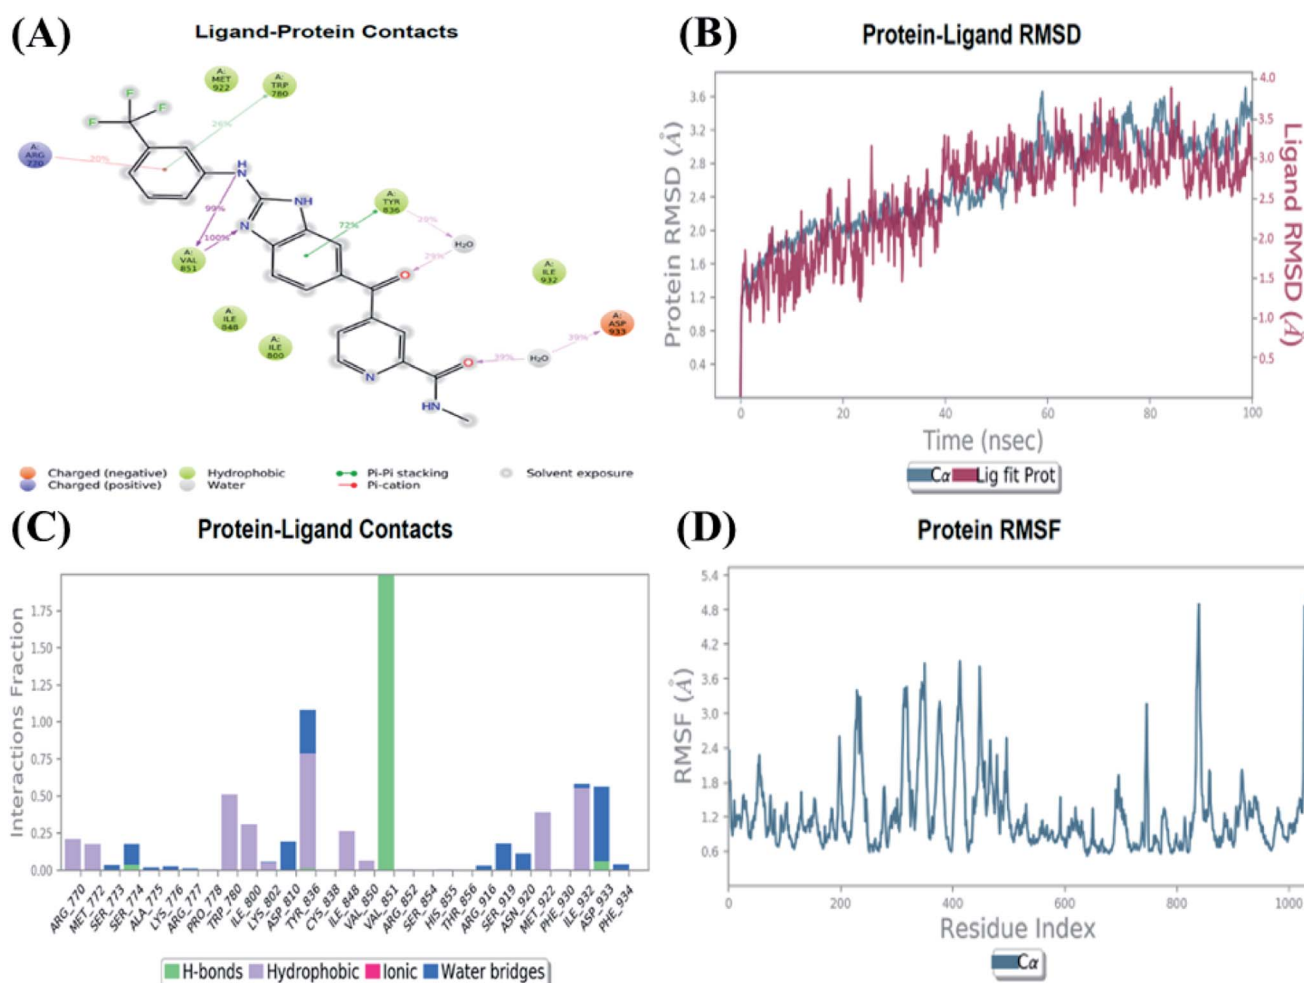 (A)
Ligand-Protein Contacts
A:
MET
922
A:
TRP
780
F
F
F
26%
A:
ARG
770
20%
H
N
NH
N
99%
100%
A:
TYR
836
72%
29%
H₂O
29%
O
A:
VAL
851
A:
ILE
932
A:
ILE
848
A:
ILE
800
A:
ASP
933
39%
H₂O
39%
O
N
HN
Charged (negative)
Charged (positive)
Hydrophobic
Water
Pi-Pi stacking
Pi-cation
Solvent exposure
(B)
Protein-Ligand RMSD
Protein RMSD (Å)
3.6
3.2
2.8
2.4
2.0
1.6
1.2
0.8
0.4
4.0
3.5
3.0
2.5
2.0
1.5
1.0
0.5
Ligand RMSD (Å)
0 20 40 60 80 100
Time (nsec)
Cα Lig fit Prot
(C)
Protein-Ligand Contacts
Interactions Fraction
1.75
1.50
1.25
1.00
0.75
0.50
0.25
0.00
ARG_770
MET_772
SER_773
SER_774
ALA_775
LYS_776
ARG_777
PRO_778
TRP_780
ILE_800
LYS_802
ASP_810
TYR_836
CYS_838
ILE_848
VAL_850
VAL_851
ARG_852
SER_854
HIS_855
THR_856
ARG_916
SER_919
ASN_920
MET_922
PHE_930
ILE_932
ASP_933
PHE_934
H-bonds Hydrophobic Ionic Water bridges
(D)
Protein RMSF
RMSF (Å)
5.4
4.8
4.2
3.6
3.0
2.4
1.8
1.2
0.6
0 200 400 600 800 1000
Residue Index
Cα